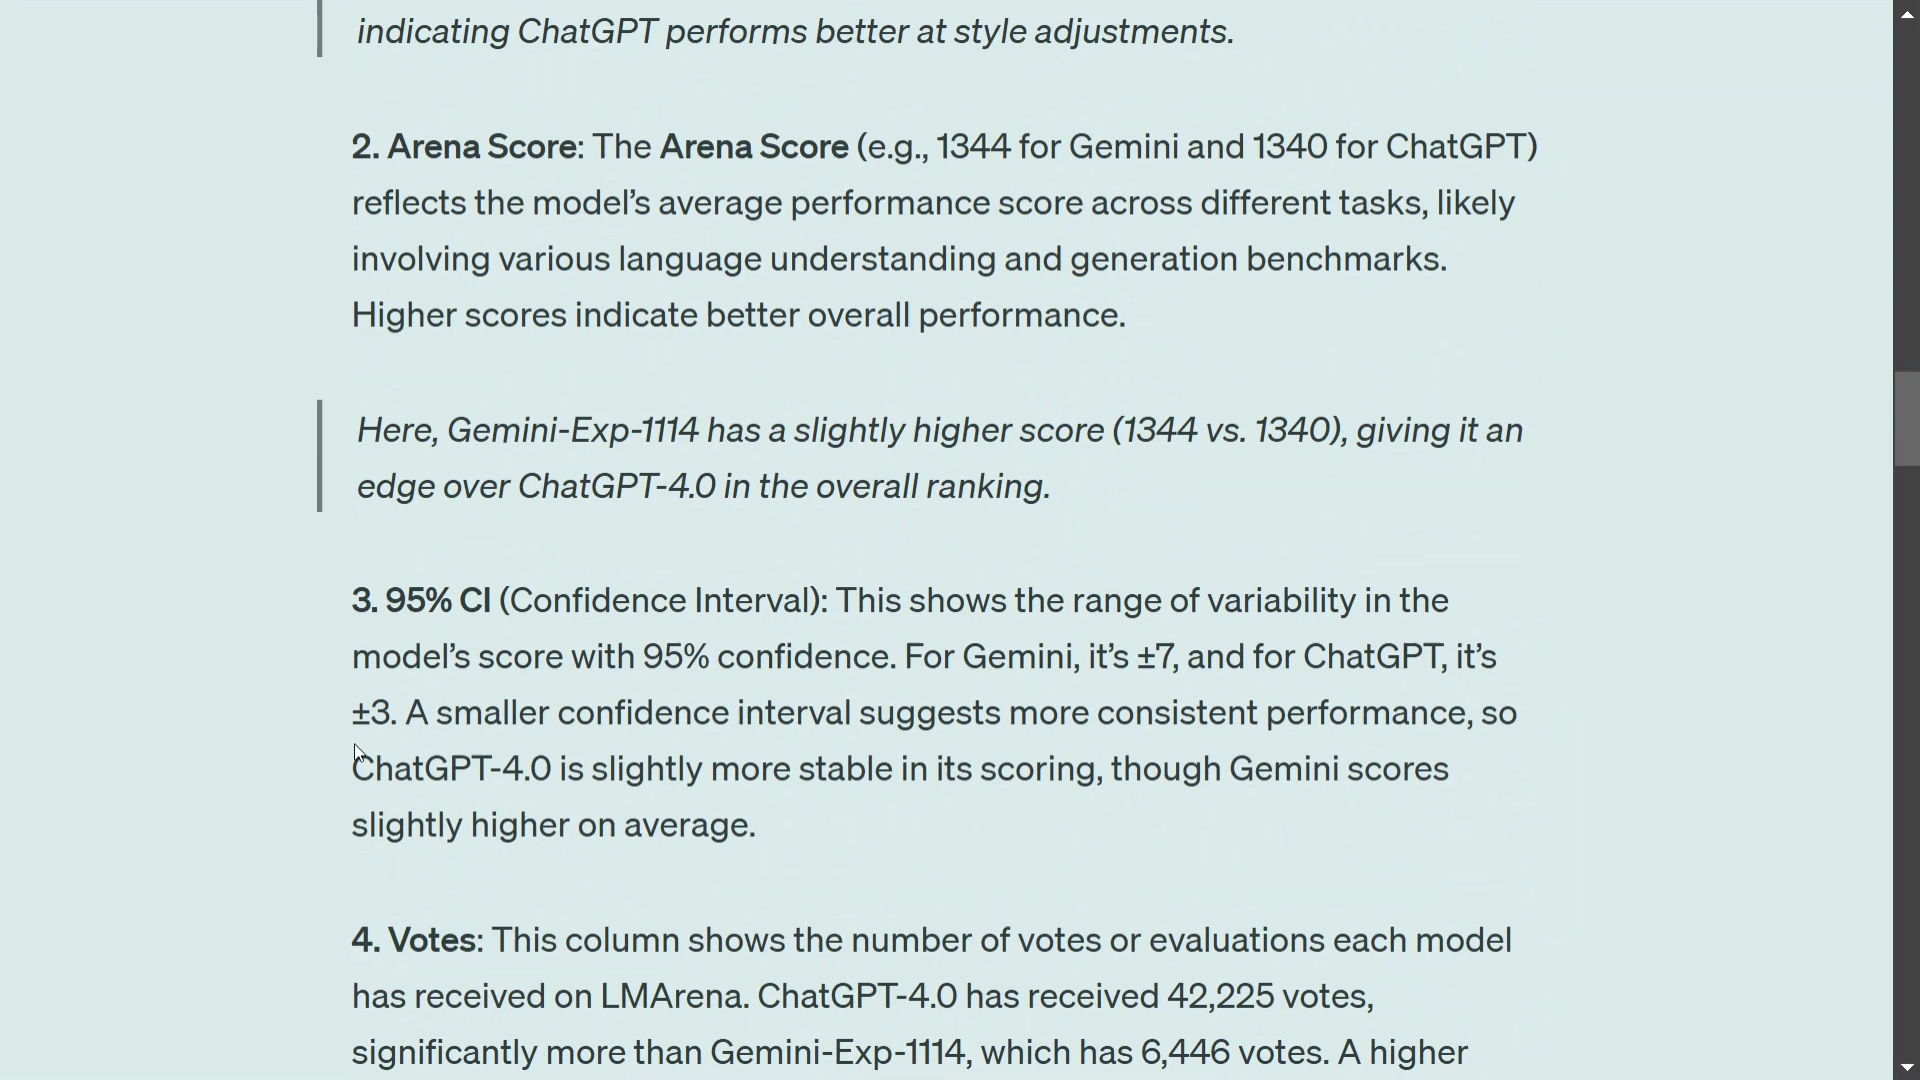 indicating ChatGPT performs better at style adjustments.
2. Arena Score: The Arena Score (e.g., 1344 for Gemini and 1340 for ChatGPT)
reflects the model’s average performance score across different tasks, likely
involving various language understanding and generation benchmarks.
Higher scores indicate better overall performance.
Here, Gemini-Exp-1114 has a slightly higher score (1344 vs. 1340), giving it an
edge over ChatGPT-4.0 in the overall ranking.
3. 95% CI (Confidence Interval): This shows the range of variability in the
model’s score with 95% confidence. For Gemini, it’s ±7, and for ChatGPT, it’s
±3. A smaller confidence interval suggests more consistent performance, so
ChatGPT-4.0 is slightly more stable in its scoring, though Gemini scores
slightly higher on average.
4. Votes: This column shows the number of votes or evaluations each model
has received on LMArena. ChatGPT-4.0 has received 42,225 votes,
significantly more than Gemini-Exp-1114, which has 6,446 votes. A higher